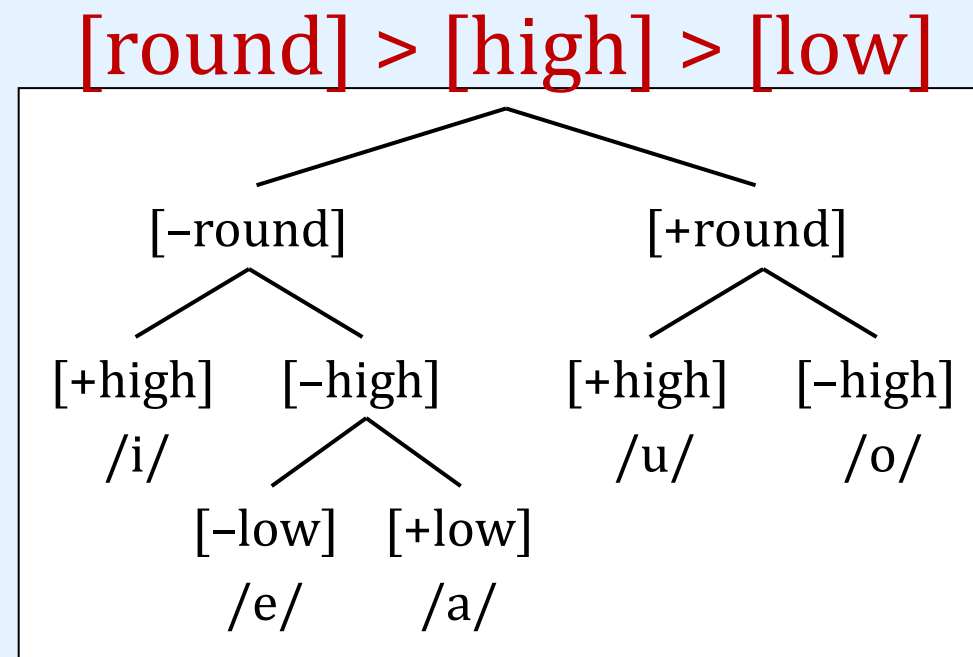 [round] > [high] > [low]
[–round] [+round]
[+high] [–high] [+high] [–high]
/i/ /u/ /o/
[–low] [+low]
/e/ /a/